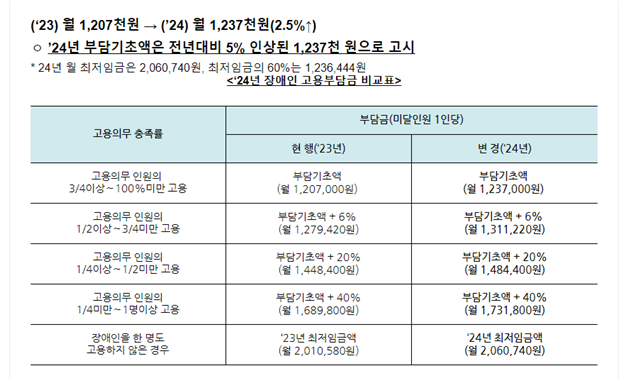 ('23) 월 1,207천원 → ('24) 월 1,237천원(2.5%↑)
ㅇ '24년 부담기초액은 전년대비 5% 인상된 1,237천 원으로 고시
* 24년 월 최저임금은 2,060,740원, 최저임금의 60%는 1,236,444원
<'24년 장애인 고용부담금 비교표>
고용의무 충족률
부담금(미달인원 1인당)
현 행('23년)
변 경('24년)
고용의무 인원의
3/4이상~100%미만 고용
부담기초액
(월 1,207,000원)
부담기초액
(월 1,237,000원)
고용의무 인원의
1/2이상~3/4미만 고용
부담기초액 + 6%
(월 1,279,420원)
부담기초액 + 6%
(월 1,311,220원)
고용의무 인원의
1/4이상~1/2미만 고용
부담기초액 + 20%
(월 1,448,400원)
부담기초액 + 20%
(월 1,484,400원)
고용의무 인원의
1/4미만~1명이상 고용
부담기초액 + 40%
(월 1,689,800원)
부담기초액 + 40%
(월 1,731,800원)
장애인을 한 명도
고용하지 않은 경우
'23년 최저임금액
(월 2,010,580원)
'24년 최저임금액
(월 2,060,740원)